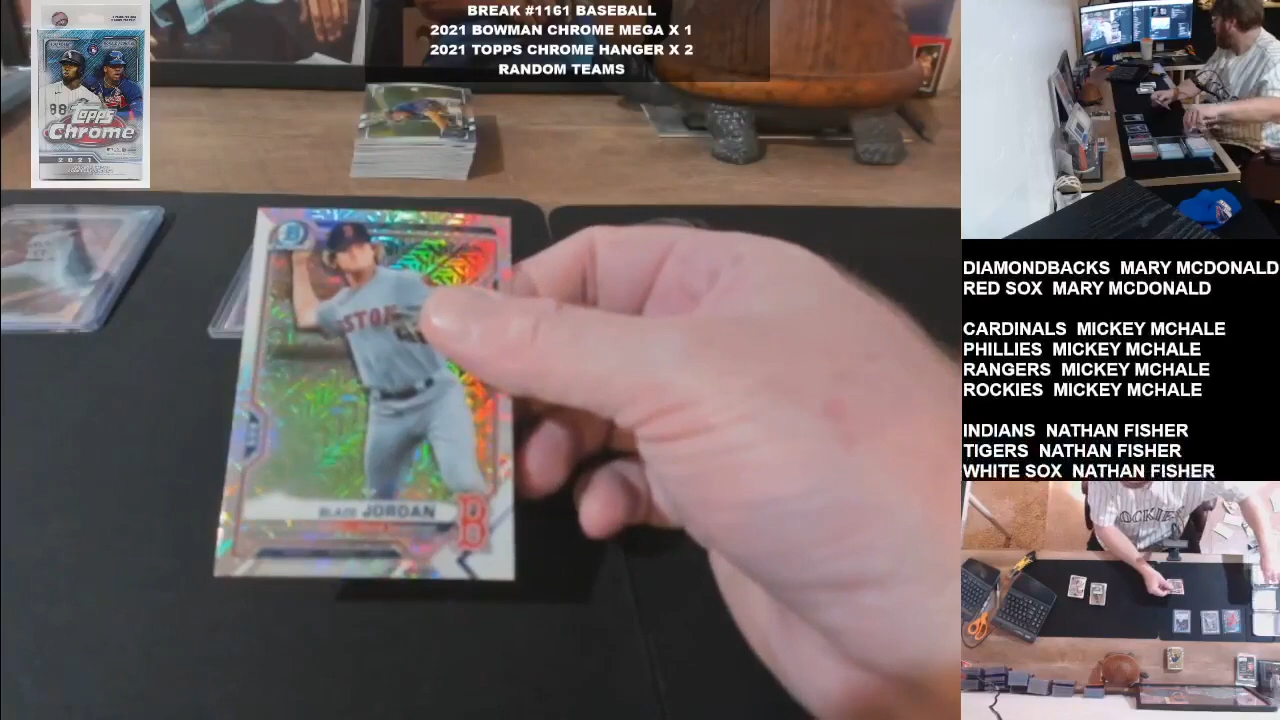 BREAK #1161 BASEBALL
2021 BOWMAN CHROME MEGA X 1
2021 TOPPS CHROME HANGER X 2
RANDOM TEAMS
88
Topps
Chrome
2021
BLAZE JORDAN
B
DIAMONDBACKS MARY MCDONALD
RED SOX MARY MCDONALD
CARDINALS MICKEY MCHALE
PHILLIES MICKEY MCHALE
RANGERS MICKEY MCHALE
ROCKIES MICKEY MCHALE
INDIANS NATHAN FISHER
TIGERS NATHAN FISHER
WHITE SOX NATHAN FISHER